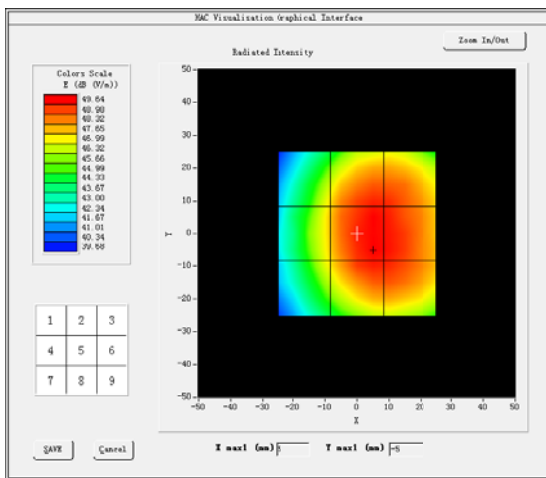 HAC Visualisation Graphical Interface
Zoom In/Out
Radiated Intensity
Colors Scale
E (dB (V/m))
49.64
48.98
48.32
47.65
46.99
46.32
45.66
44.99
44.33
43.67
43.00
42.34
41.67
41.01
40.34
39.68
50
40
30
20
10
0
-10
-20
-30
-40
-50
Y
-50 -40 -30 -20 -10 0 10 20 30 40 50
X
1 2 3
4 5 6
7 8 9
SAVE
Cancel
X max1 (mm)
Y max1 (mm) -5